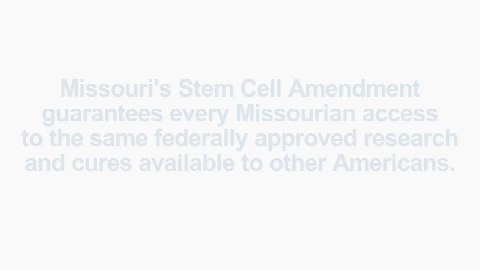 Missouri's Stem Cell Amendment
guarantees every Missourian access
to the same federally approved research
and cures available to other Americans.